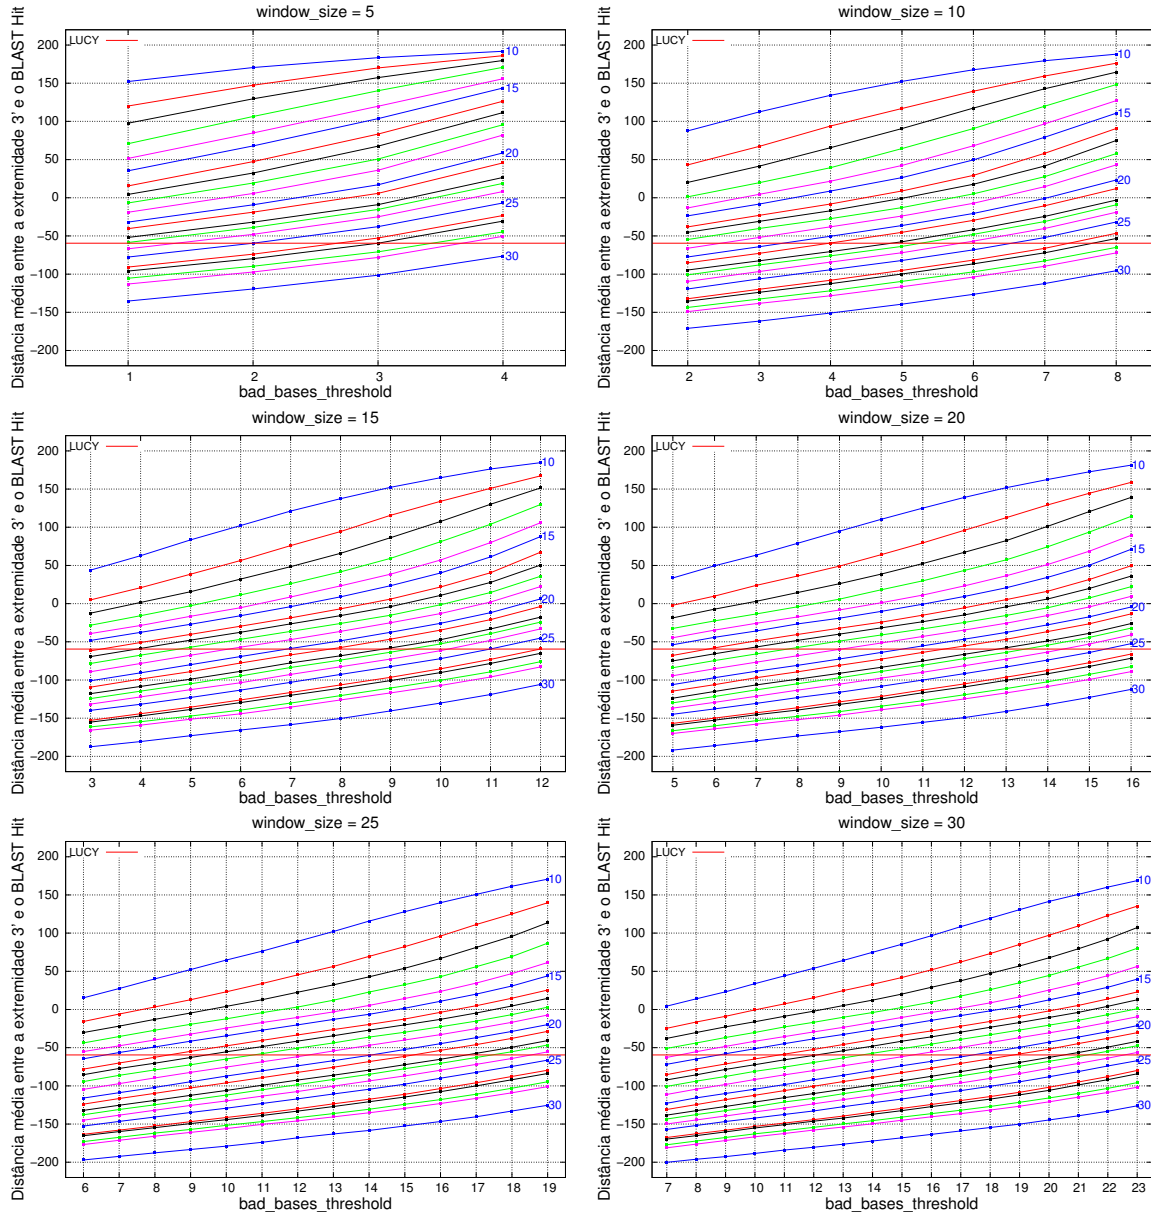 window_size = 5
Distância média entre a extremidade 3' e o BLAST Hit
LUCY
200
150
100
50
0
−50
−100
−150
−200
10
15
20
25
30
1 2 3 4
bad_bases_threshold
window_size = 10
Distância média entre a extremidade 3' e o BLAST Hit
LUCY
200
150
100
50
0
−50
−100
−150
−200
10
15
20
25
30
2 3 4 5 6 7 8
bad_bases_threshold
window_size = 15
Distância média entre a extremidade 3' e o BLAST Hit
LUCY
200
150
100
50
0
−50
−100
−150
−200
10
15
20
25
30
3 4 5 6 7 8 9 10 11 12
bad_bases_threshold
window_size = 20
Distância média entre a extremidade 3' e o BLAST Hit
LUCY
200
150
100
50
0
−50
−100
−150
−200
10
15
20
25
30
5 6 7 8 9 10 11 12 13 14 15 16
bad_bases_threshold
window_size = 25
Distância média entre a extremidade 3' e o BLAST Hit
LUCY
200
150
100
50
0
−50
−100
−150
−200
10
15
20
25
30
6 7 8 9 10 11 12 13 14 15 16 17 18 19
bad_bases_threshold
window_size = 30
Distância média entre a extremidade 3' e o BLAST Hit
LUCY
200
150
100
50
0
−50
−100
−150
−200
10
15
20
25
30
7 8 9 10 11 12 13 14 15 16 17 18 19 20 21 22 23
bad_bases_threshold